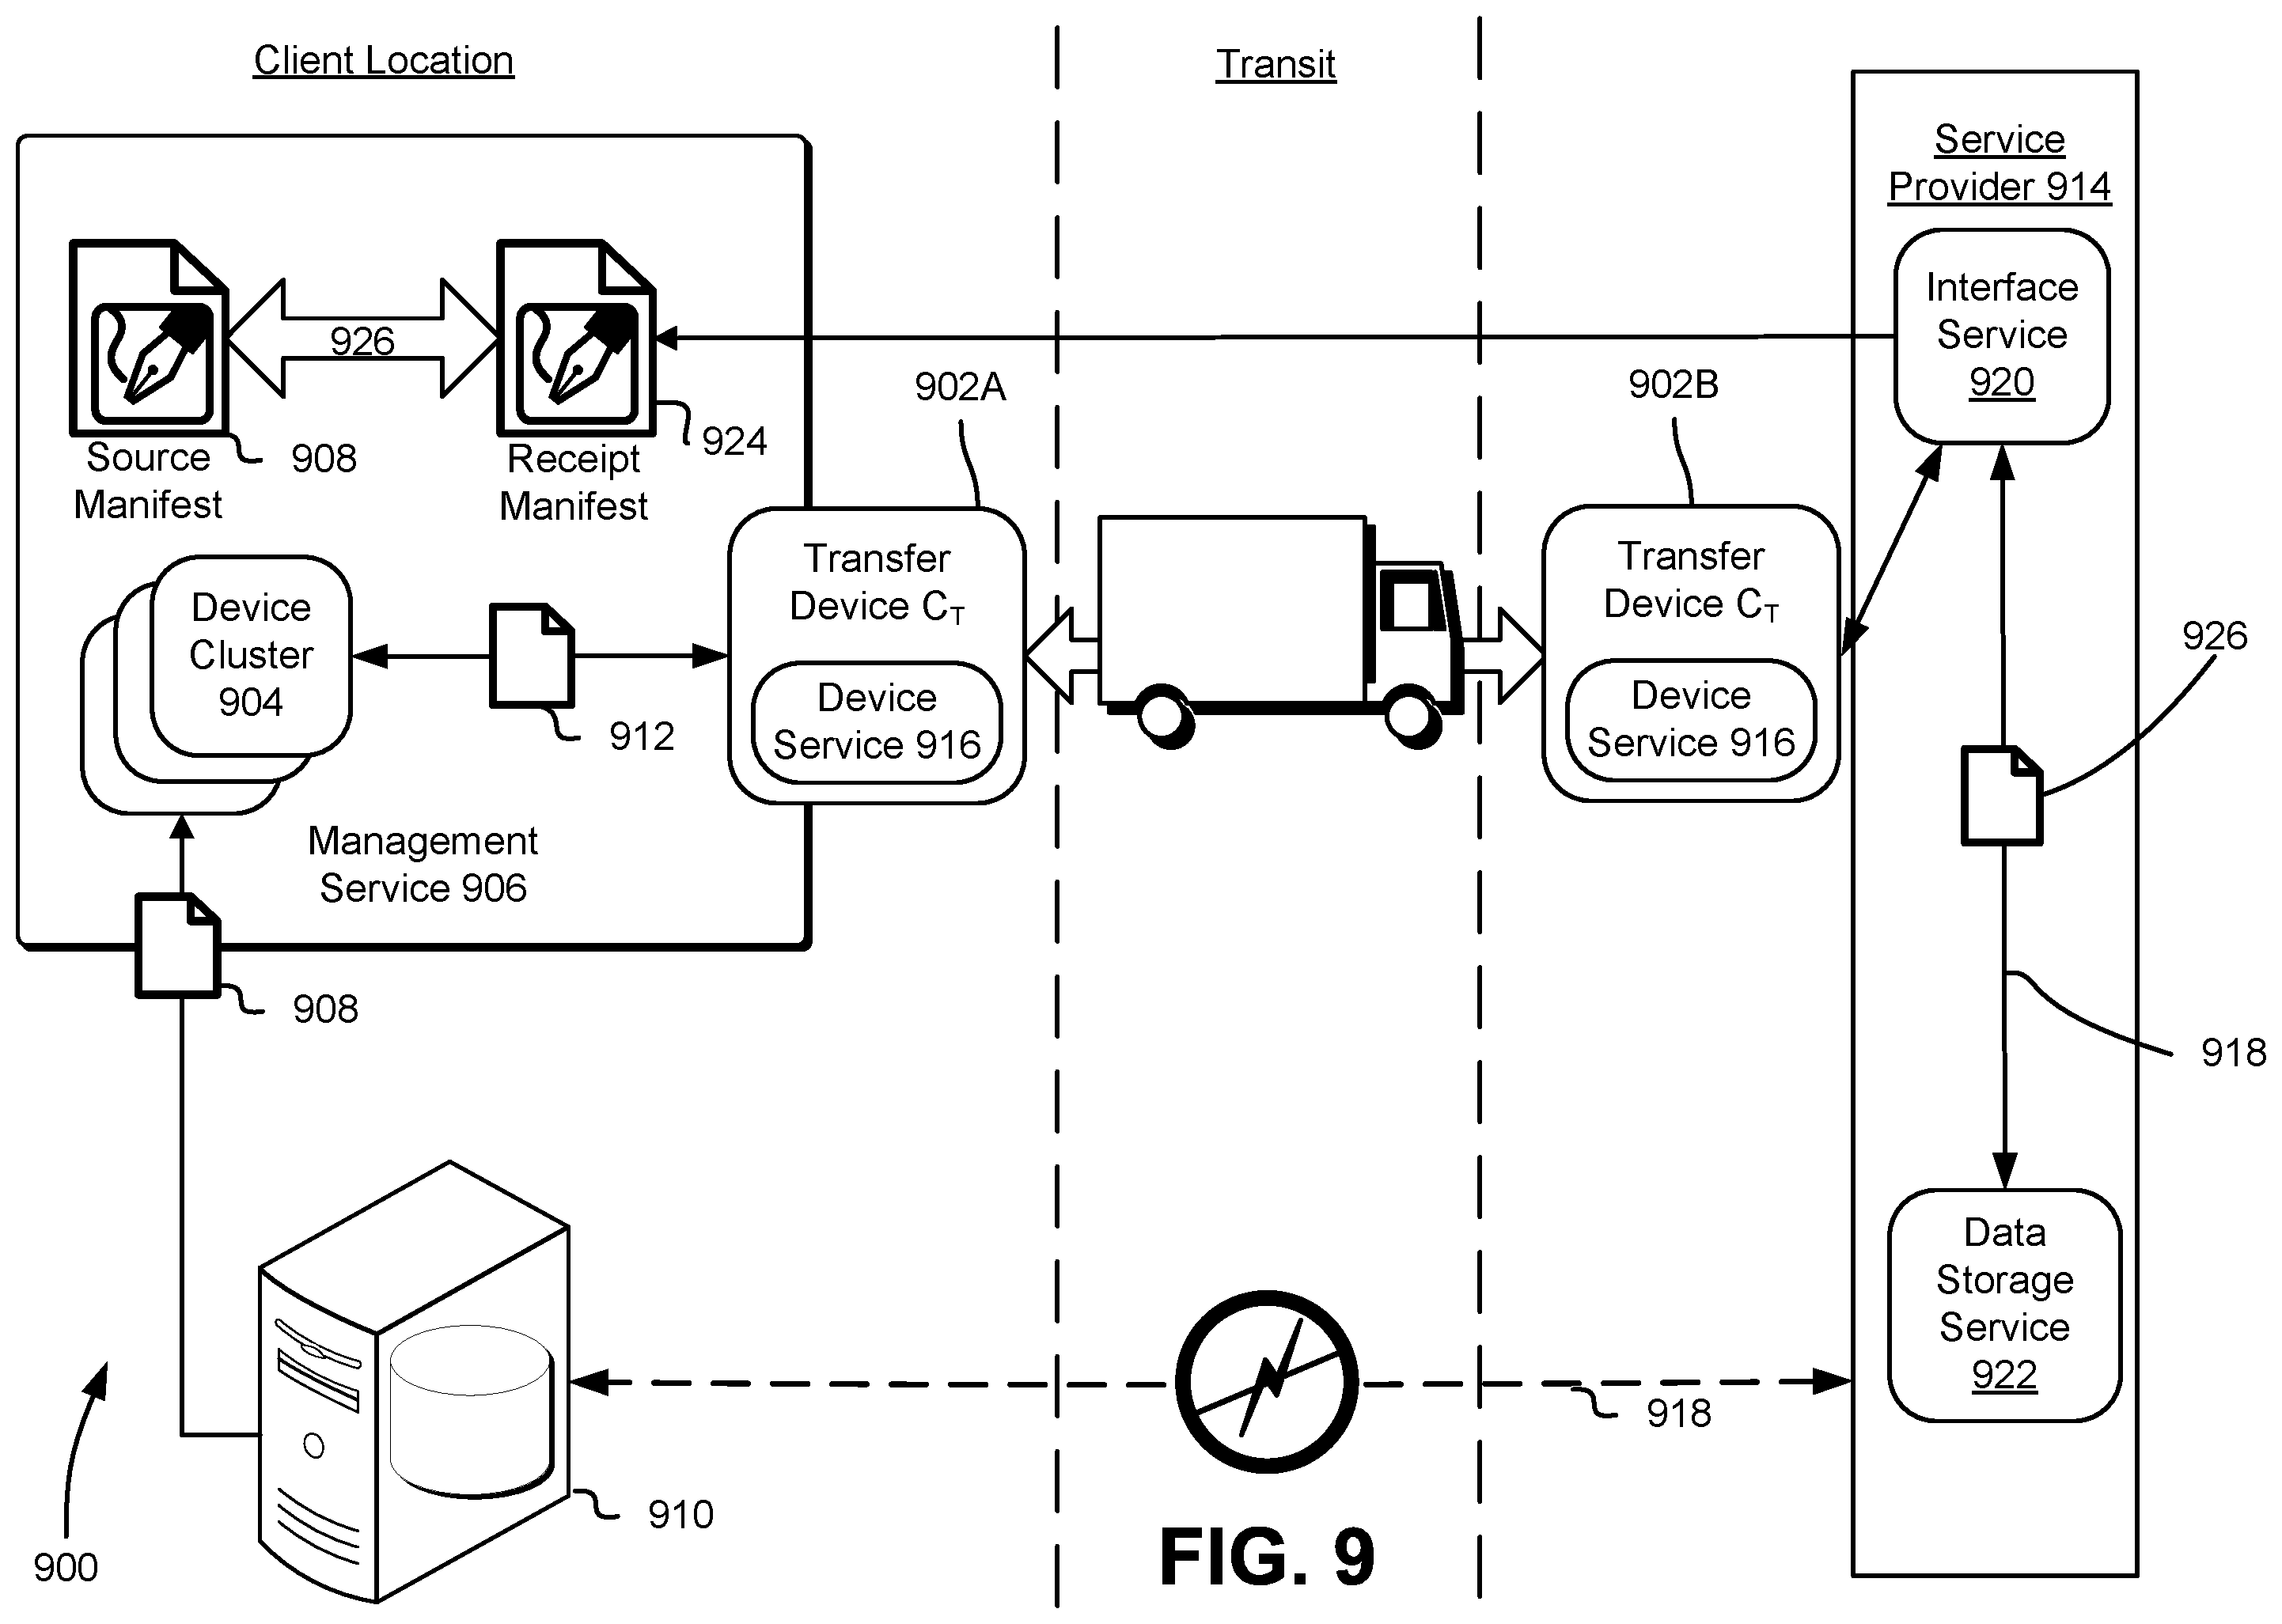 Client Location
Transit
Service
Provider 914
Interface
Service
920
926
902A
902B
908
924
Source
Manifest
Receipt
Manifest
Device
Cluster
904
912
Transfer
Device CT
Device
Service 916
Transfer
Device CT
Device
Service 916
926
Management
Service 906
908
918
Data
Storage
Service
922
918
910
900
FIG. 9